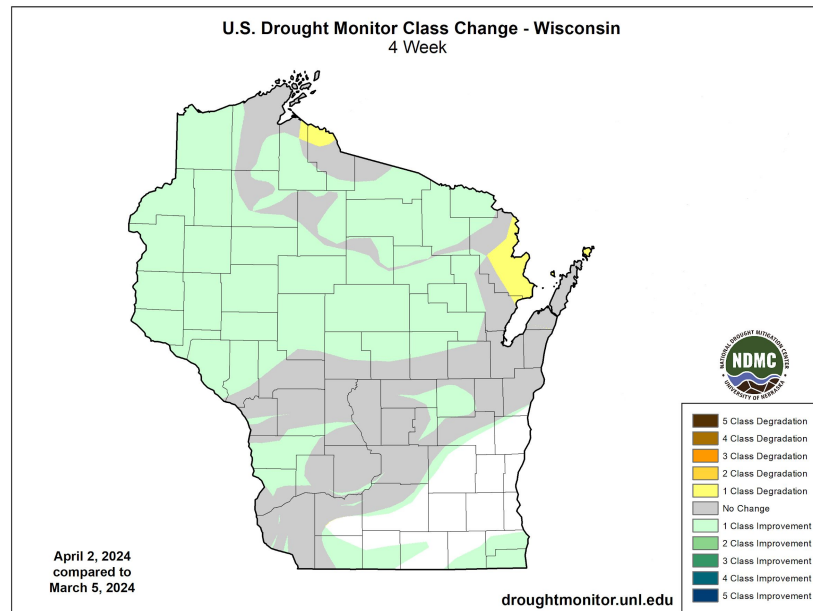 U.S. Drought Monitor Class Change - Wisconsin
4 Week
NATIONAL DROUGHT MITIGATION CENTER
NDMC
UNIVERSITY OF NEBRASKA
5 Class Degradation
4 Class Degradation
3 Class Degradation
2 Class Degradation
1 Class Degradation
No Change
1 Class Improvement
2 Class Improvement
3 Class Improvement
4 Class Improvement
5 Class Improvement
April 2, 2024
compared to
March 5, 2024
droughtmonitor.unl.edu